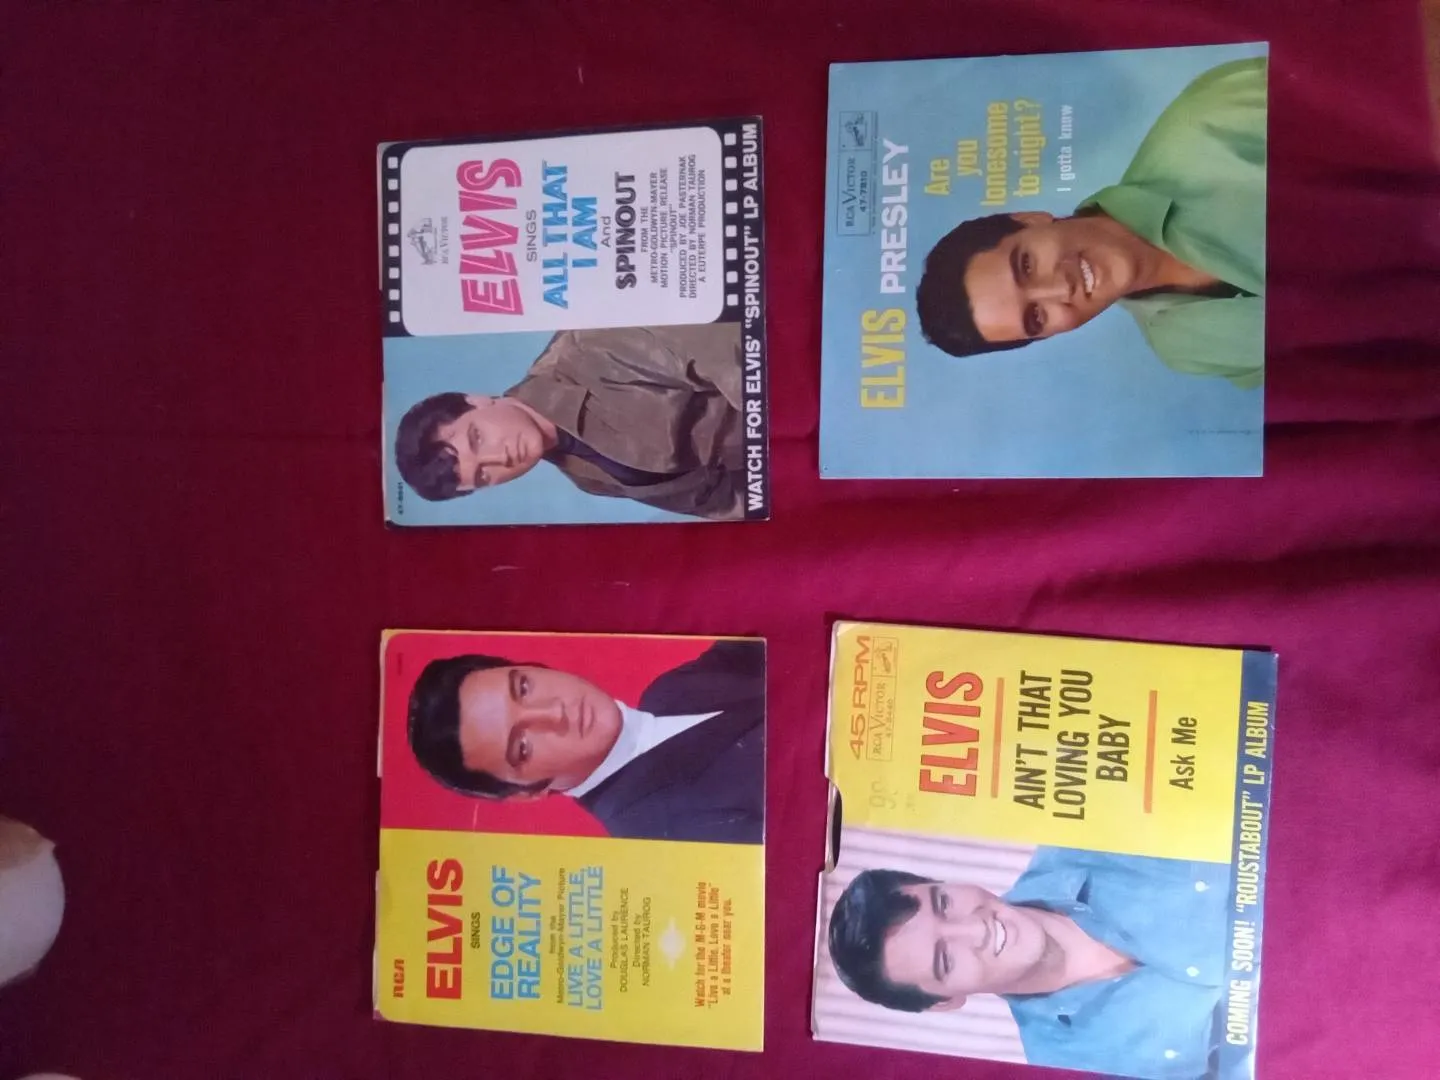 RCA
ELVIS
SINGS
EDGE OF
REALITY
from the
Metro-Goldwyn-Mayer Picture
LIVE A LITTLE,
LOVE A LITTLE
Produced by
DOUGLAS LAURENCE
Directed by
NORMAN TAUROG
Watch for the M-G-M movie
"Live a Little, Love a Little"
at a theater near you.
47-8941
RCA VICTOR
ELVIS
SINGS
ALL THAT
I AM
And
SPINOUT
FROM THE
METRO-GOLDWYN-MAYER
MOTION PICTURE RELEASE
"SPINOUT"
PRODUCED BY JOE PASTERNAK
DIRECTED BY NORMAN TAUROG
A EUTERPE PRODUCTION
WATCH FOR ELVIS' "SPINOUT" LP ALBUM
45 RPM
RCA VICTOR
47-8440
ELVIS
AIN'T THAT
LOVING YOU
BABY
Ask Me
COMING SOON! "ROUSTABOUT" LP ALBUM
RCA VICTOR
47-7810
ELVIS PRESLEY
Are
you
lonesome
to-night?
I gotta know